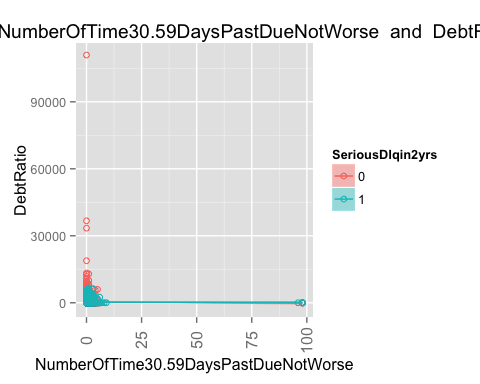 NumberOfTime30.59DaysPastDueNotWorse and DebtR
DebtRatio
90000
60000
30000
0
0
25
50
75
100
NumberOfTime30.59DaysPastDueNotWorse
SeriousDlqin2yrs
0
1